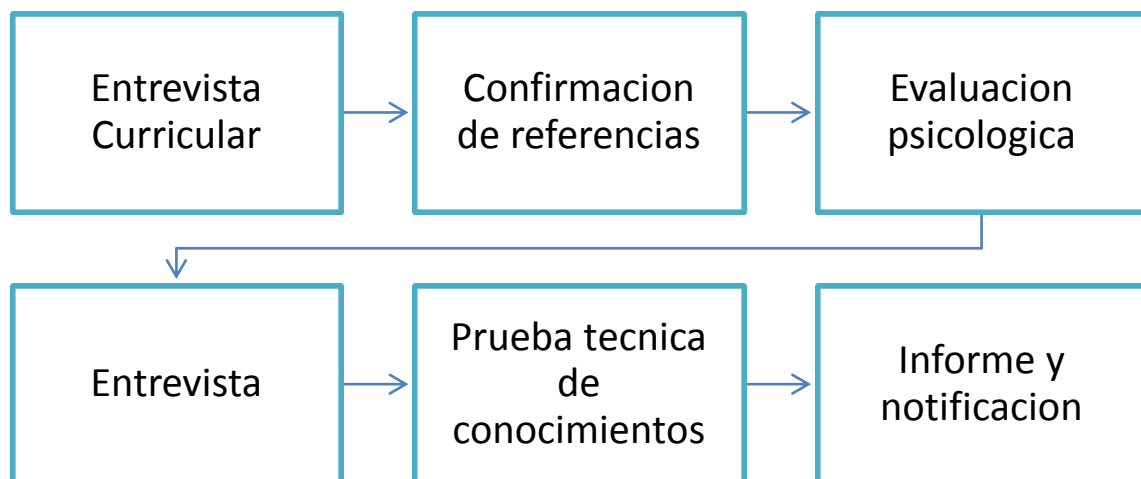 Entrevista
Curricular
Confirmacion
de referencias
Evaluacion
psicologica
Entrevista
Prueba tecnica
de
conocimientos
Informe y
notificacion